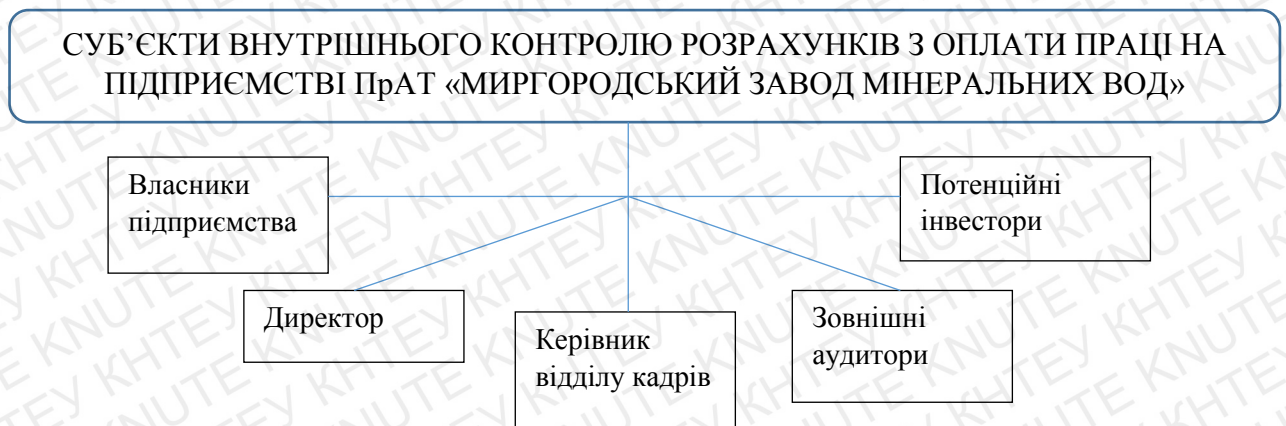 СУБ’ЄКТИ ВНУТРІШНЬОГО КОНТРОЛЮ РОЗРАХУНКІВ З ОПЛАТИ ПРАЦІ НА
ПІДПРИЄМСТВІ ПрАТ «МИРГОРОДСЬКИЙ ЗАВОД МІНЕРАЛЬНИХ ВОД»
Власники
підприємства
Потенційні
інвестори
Директор
Керівник
відділу кадрів
Зовнішні
аудитори